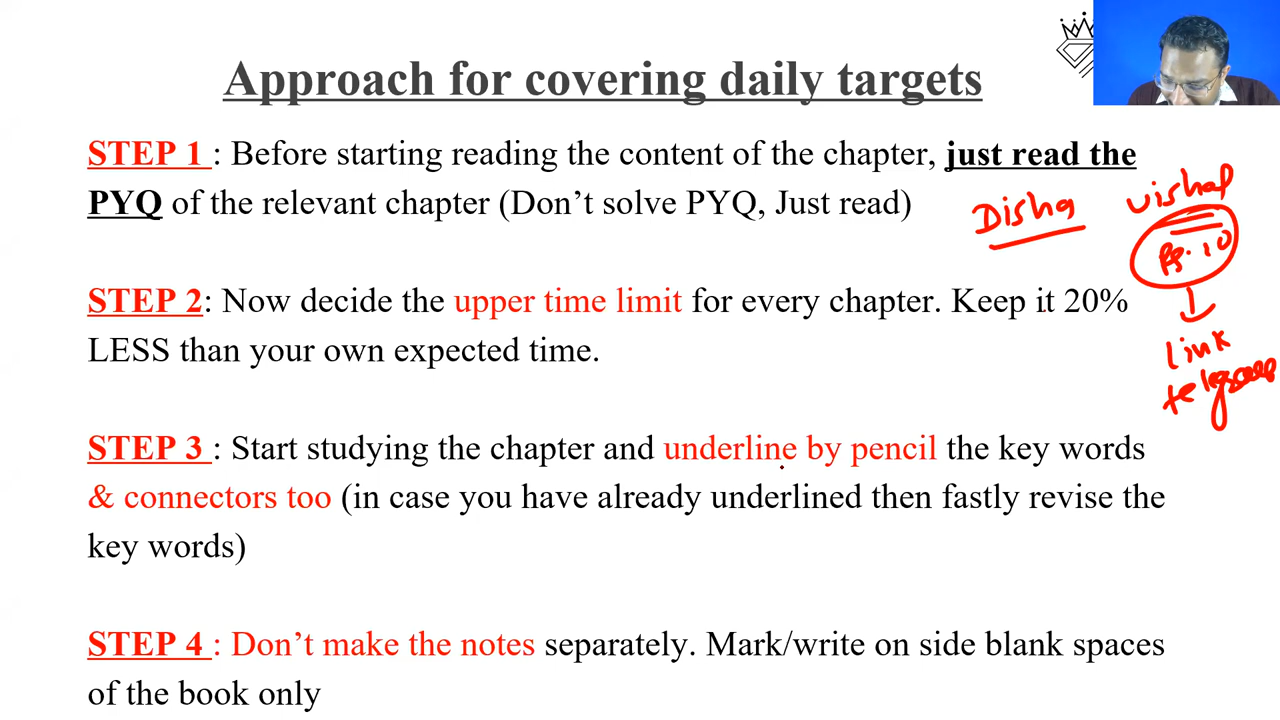 Approach for covering daily targets
STEP 1 : Before starting reading the content of the chapter, just read the
PYQ of the relevant chapter (Don’t solve PYQ, Just read)
Disha
vishal
Pg. 10
STEP 2: Now decide the upper time limit for every chapter. Keep it 20%
LESS than your own expected time.
link
STEP 3 : Start studying the chapter and underline by pencil the key words
& connectors too (in case you have already underlined then fastly revise the
key words)
STEP 4 : Don’t make the notes separately. Mark/write on side blank spaces
of the book only